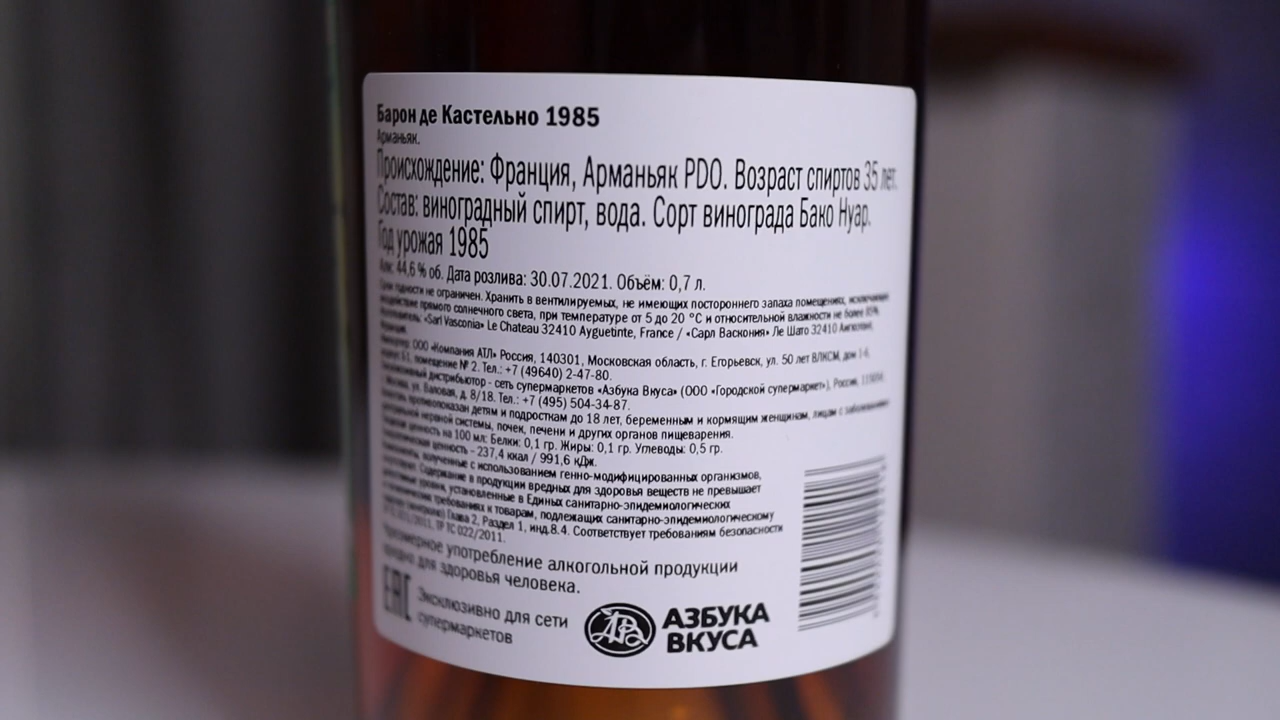 Барон де Кастельно 1985
Арманьяк.
Происхождение: Франция, Арманьяк PDO. Возраст спиртов 35 лет.
Состав: виноградный спирт, вода. Сорт винограда Бако Нуар.
Год урожая 1985
Алк: 44,6 % об. Дата розлива: 30.07.2021. Объём: 0,7 л.
Срок годности не ограничен. Хранить в вентилируемых, не имеющих постороннего запаха помещениях, исключающих
воздействие прямого солнечного света, при температуре от 5 до 20 °C и относительной влажности не более 85%.
Изготовитель: «Sarl Vasconia» Le Chateau 32410 Ayguetinte, France / «Сарл Васкония» Ле Шато 32410
Франция.
Импортер: ООО «Компания АТЛ» Россия, 140301, Московская область, г. Егорьевск, ул. 50 лет ВЛКСМ, дом
помещение № 2. Тел.: +7 (49640) 2-47-80.
дистрибьютор - сеть супермаркетов «Азбука Вкуса» (ООО «Городской супермаркет»), Россия,
Москва, ул. Валовая, д. 8/18. Тел.: +7 (495) 504-34-87.
противопоказан детям и подросткам до 18 лет, беременным и кормящим женщинам, лицам с заболеваниями
нервной системы, почек, печени и других органов пищеварения.
ценность на 100 мл: Белки: 0,1 гр. Жиры: 0,1 гр. Углеводы: 0,5 гр.
ценность - 237,4 ккал / 991,6 кДж.
полученные с использованием генно-модифицированных организмов,
Содержание в продукции вредных для здоровья веществ не превышает
уровни, установленные в Единых санитарно-эпидемиологических
требованиях к товарам, подлежащих санитарно-эпидемиологическому
Глава 2, Раздел 1, инд.8.4. Соответствует требованиям безопасности
ТР ТС 022/2011.
Чрезмерное употребление алкогольной продукции
вредно для здоровья человека.
ЕАС
Эксклюзивно для сети
супермаркетов
АЗБУКА
ВКУСА